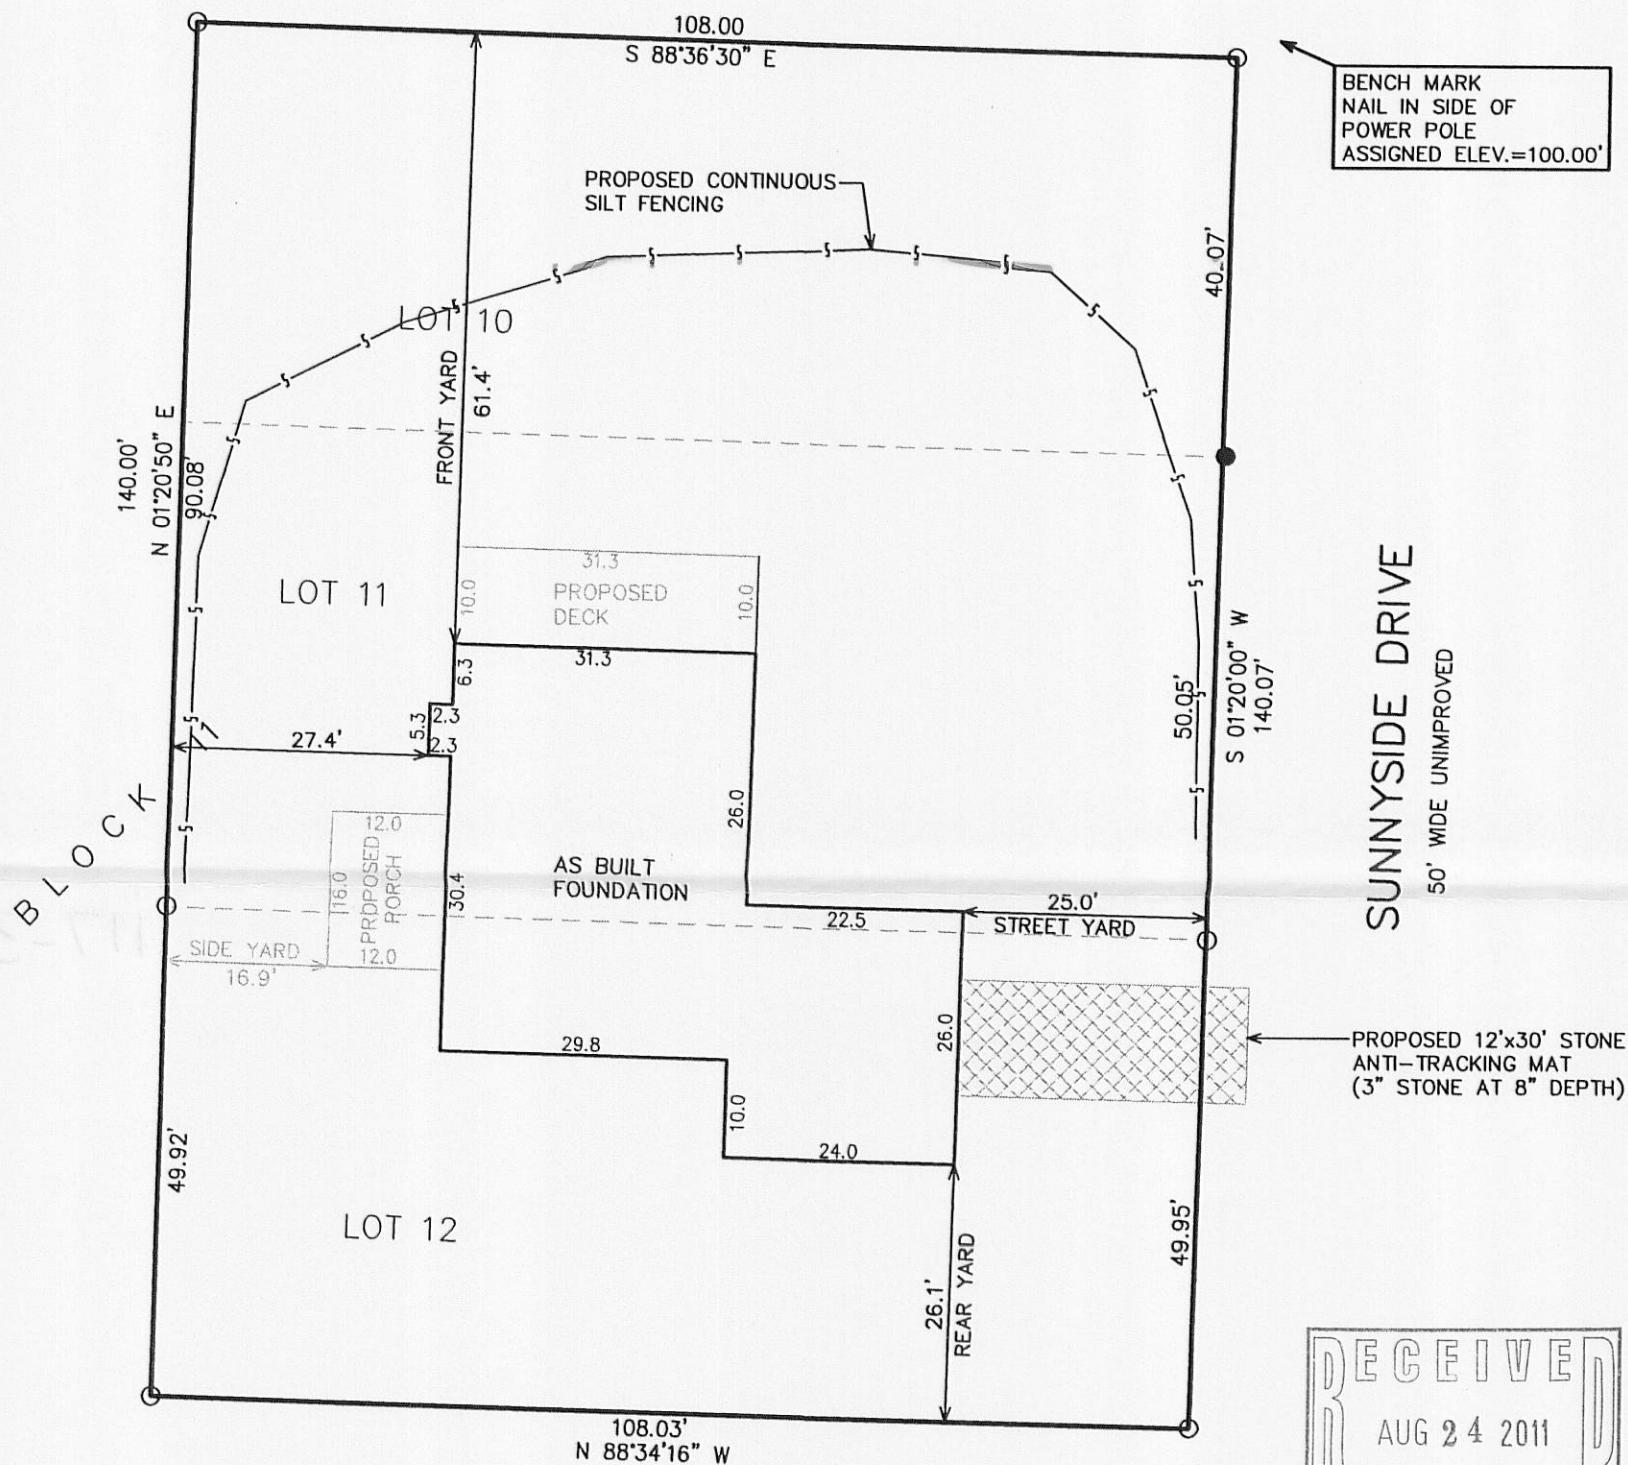 108.00
S 88°36'30" E
BENCH MARK
NAIL IN SIDE OF
POWER POLE
ASSIGNED ELEV.=100.00'
PROPOSED CONTINUOUS
SILT FENCING
40.07'
LOT 10
FRONT YARD
61.4'
140.00'
N 01°20'50" E
90.08'
LOT 11
31.3
10.0
PROPOSED
DECK
10.0
31.3
6.3
2.3
5.3
2.3
27.4'
BLOCK 77
50.05'
S 01°20'00" W
140.07'
SUNNYSIDE DRIVE
50' WIDE UNIMPROVED
26.0
12.0
PROPOSED
PORCH
16.0
12.0
30.4
AS BUILT
FOUNDATION
22.5
25.0'
STREET YARD
SIDE YARD
16.9'
26.0
29.8
10.0
24.0
PROPOSED 12'x30' STONE
ANTI-TRACKING MAT
(3" STONE AT 8" DEPTH)
49.92'
LOT 12
26.1'
REAR YARD
49.95'
108.03'
N 88°34'16" W
RECEIVED
AUG 24 2011